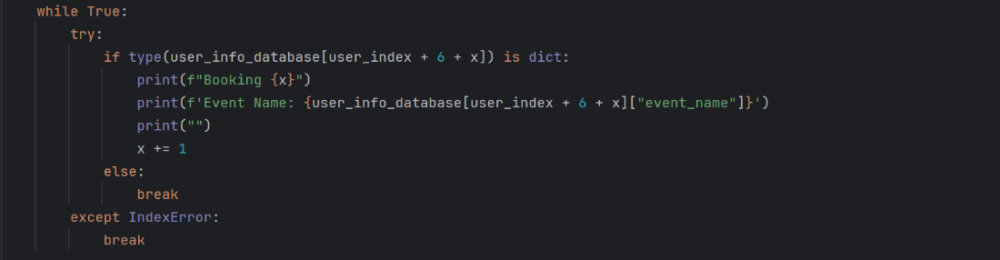 while True:
    try:
        if type(user_info_database[user_index + 6 + x]) is dict:
            print(f"Booking {x}")
            print(f'Event Name: {user_info_database[user_index + 6 + x]["event_name"]}')
            print("")
            x += 1
        else:
            break
    except IndexError:
        break